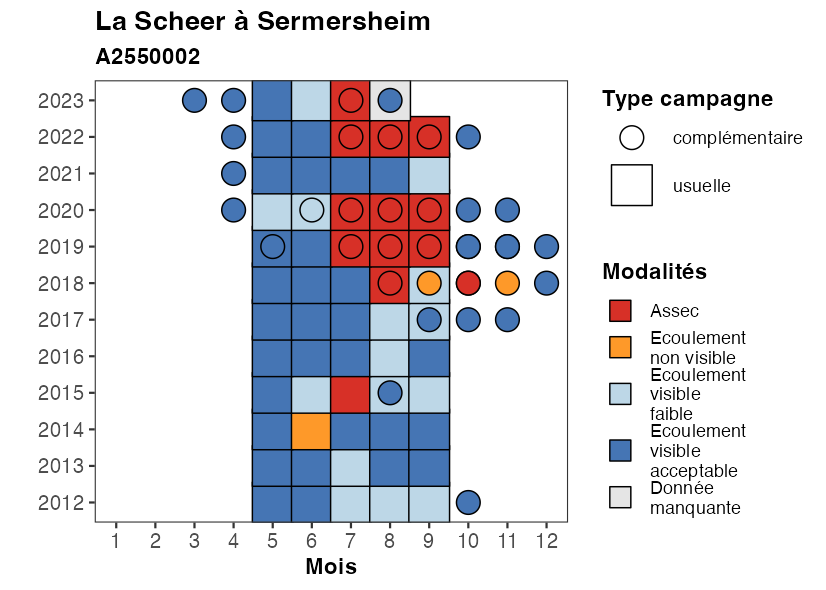 La Scheer à Sermersheim
A2550002
2023
2022
2021
2020
2019
2018
2017
2016
2015
2014
2013
2012
1 2 3 4 5 6 7 8 9 10 11 12
Mois
Type campagne
complémentaire
usuelle
Modalités
Assec
Ecoulement
non visible
Ecoulement
visible
faible
Ecoulement
visible
acceptable
Donnée
manquante